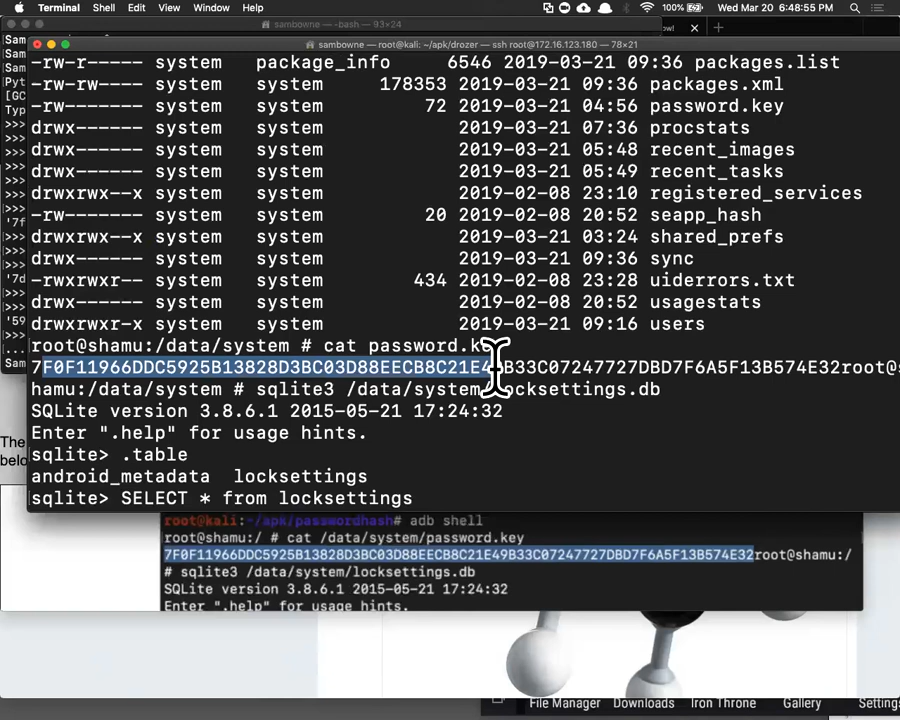 Terminal Shell Edit View Window Help 100% Wed Mar 20 6:48:55 PM
sambowne — -bash — 93×24
sambowne — root@kali: ~/apk/drozer — ssh root@172.16.123.180 — 78×21
-rw-r----- system package_info 6546 2019-03-21 09:36 packages.list
-rw-rw---- system system 178353 2019-03-21 09:36 packages.xml
-rw------- system system 72 2019-03-21 04:56 password.key
drwx------ system system 2019-03-21 07:36 procstats
drwx------ system system 2019-03-21 05:48 recent_images
drwx------ system system 2019-03-21 05:49 recent_tasks
drwxrwx--x system system 2019-02-08 23:10 registered_services
-rw------- system system 20 2019-02-08 20:52 seapp_hash
drwxrwx--x system system 2019-03-21 03:24 shared_prefs
drwx------ system system 2019-03-21 09:36 sync
-rwxrwxr-- system system 434 2019-02-08 23:28 uiderrors.txt
drwx------ system system 2019-02-08 20:52 usagestats
drwxrwxr-x system system 2019-03-21 09:16 users
root@shamu:/data/system # cat password.k
7F0F11966DDC5925B13828D3BC03D88EECB8C21E49B33C07247727DBD7F6A5F13B574E32root@s
hamu:/data/system # sqlite3 /data/system/locksettings.db
SQLite version 3.8.6.1 2015-05-21 17:24:32
Enter ".help" for usage hints.
sqlite> .table
android_metadata locksettings
sqlite> SELECT * from locksettings
The
belo
root@kali:~/apk/passwordhash# adb shell
root@shamu:/ # cat /data/system/password.key
7F0F11966DDC5925B13828D3BC03D88EECB8C21E49B33C07247727DBD7F6A5F13B574E32root@shamu:/
# sqlite3 /data/system/locksettings.db
SQLite version 3.8.6.1 2015-05-21 17:24:32
Enter ".help" for usage hints.
File Manager Downloads Iron Throne Gallery Settings